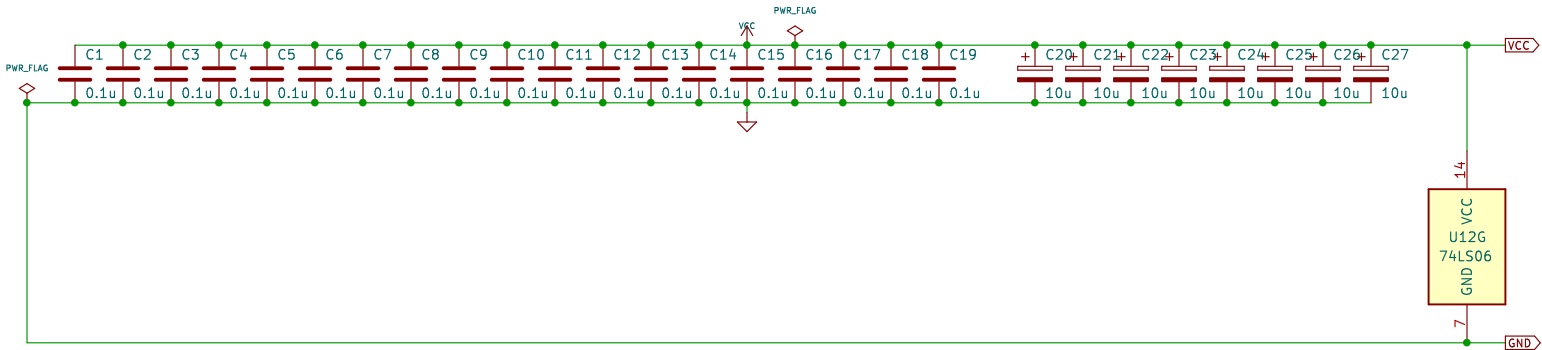 PWR_FLAG
VCC
C1 C2 C3 C4 C5 C6 C7 C8 C9 C10 C11 C12 C13 C14 C15 C16 C17 C18 C19 + C20 + C21 + C22 + C23 + C24 + C25 + C26 + C27 VCC
PWR_FLAG
0.1u 0.1u 0.1u 0.1u 0.1u 0.1u 0.1u 0.1u 0.1u 0.1u 0.1u 0.1u 0.1u 0.1u 0.1u 0.1u 0.1u 0.1u 0.1u 10u 10u 10u 10u 10u 10u 10u 10u
14
VCC
U12G
74LS06
GND
7
GND